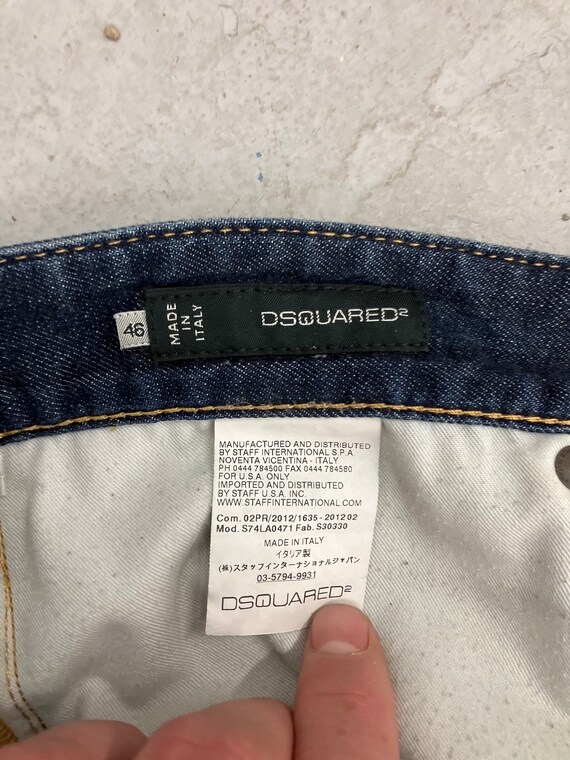 46
MADE
IN
ITALY
DSQUARED²
MANUFACTURED AND DISTRIBUTED
BY STAFF INTERNATIONAL S.P.A.
NOVENTA VICENTINA - ITALY
PH 0444 784500 FAX 0444 784580
FOR U.S.A. ONLY
IMPORTED AND DISTRIBUTED
BY STAFF U.S.A. INC.
WWW.STAFFINTERNATIONAL.COM
Com. 02PR/2012/1635 - 2012 02
Mod. S74LA0471 Fab. S30330
MADE IN ITALY
イタリア製
(株)スタッフインターナショナルジャパン
03-5794-9931
DSQUARED²